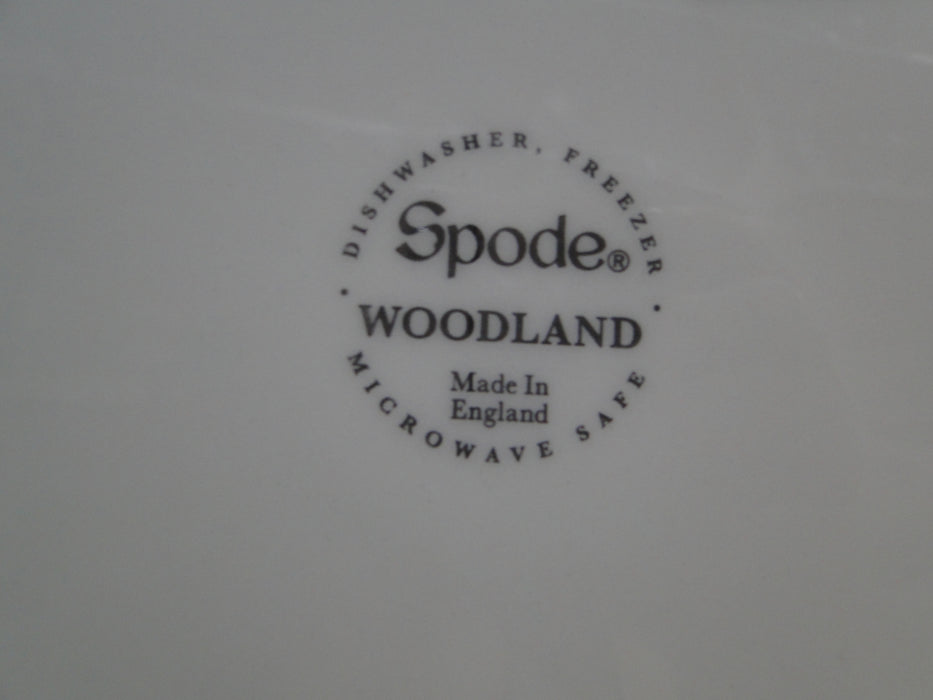 DISHWASHER, FREEZER
Spode®
WOODLAND
Made In
England
MICROWAVE SAFE